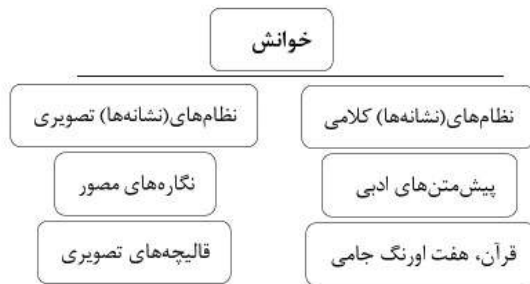 خوانش
نظام‌های(نشانه‌ها) کلامی
نظام‌های(نشانه‌ها) تصویری
پیش‌متن‌های ادبی
نگاره‌های مصور
قرآن، هفت اورنگ جامی
قالیچه‌های تصویری